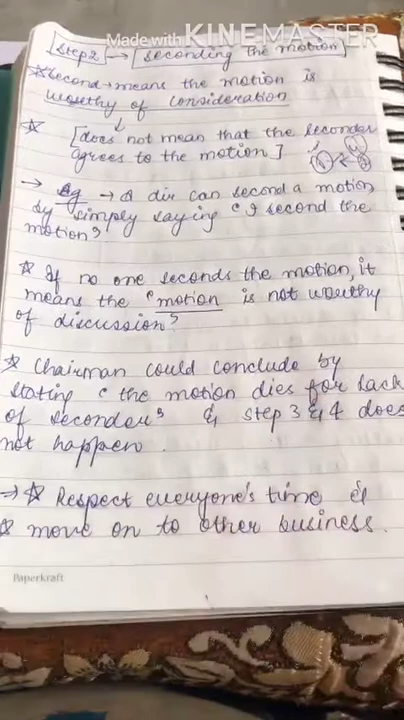 Made with KINEMASTER
[Step 2 → [seconding the motion]
☆ Second → means the motion is
worthy of consideration
☆ ↓
[does not mean that the seconder
agrees to the motion]
→ Eg → A dir can second a motion
by simply saying "I second the
motion"
☆ If no one seconds the motion, it
means the "motion is not worthy
of discussion"
☆ Chairman could conclude by
stating "the motion dies for lack
of seconder" & step 3 & 4 does
not happen.
→ ☆ Respect everyone's time &
& move on to other business.
Paperkraft